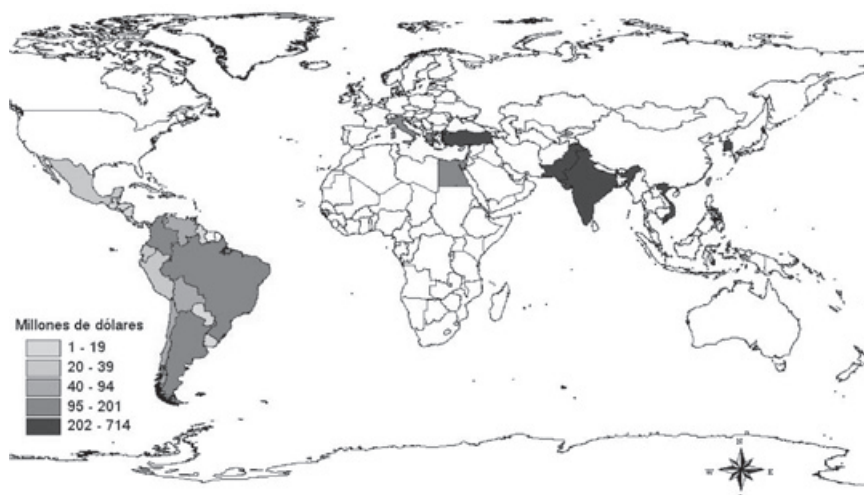 Millones de dólares
1 - 19
20 - 39
40 - 94
95 - 201
202 - 714
N
W E
S